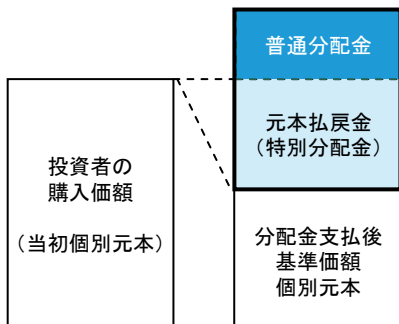 普通分配金
元本払戻金
（特別分配金）
投資者の
購入価額
（当初個別元本）
分配金支払後
基準価額
個別元本